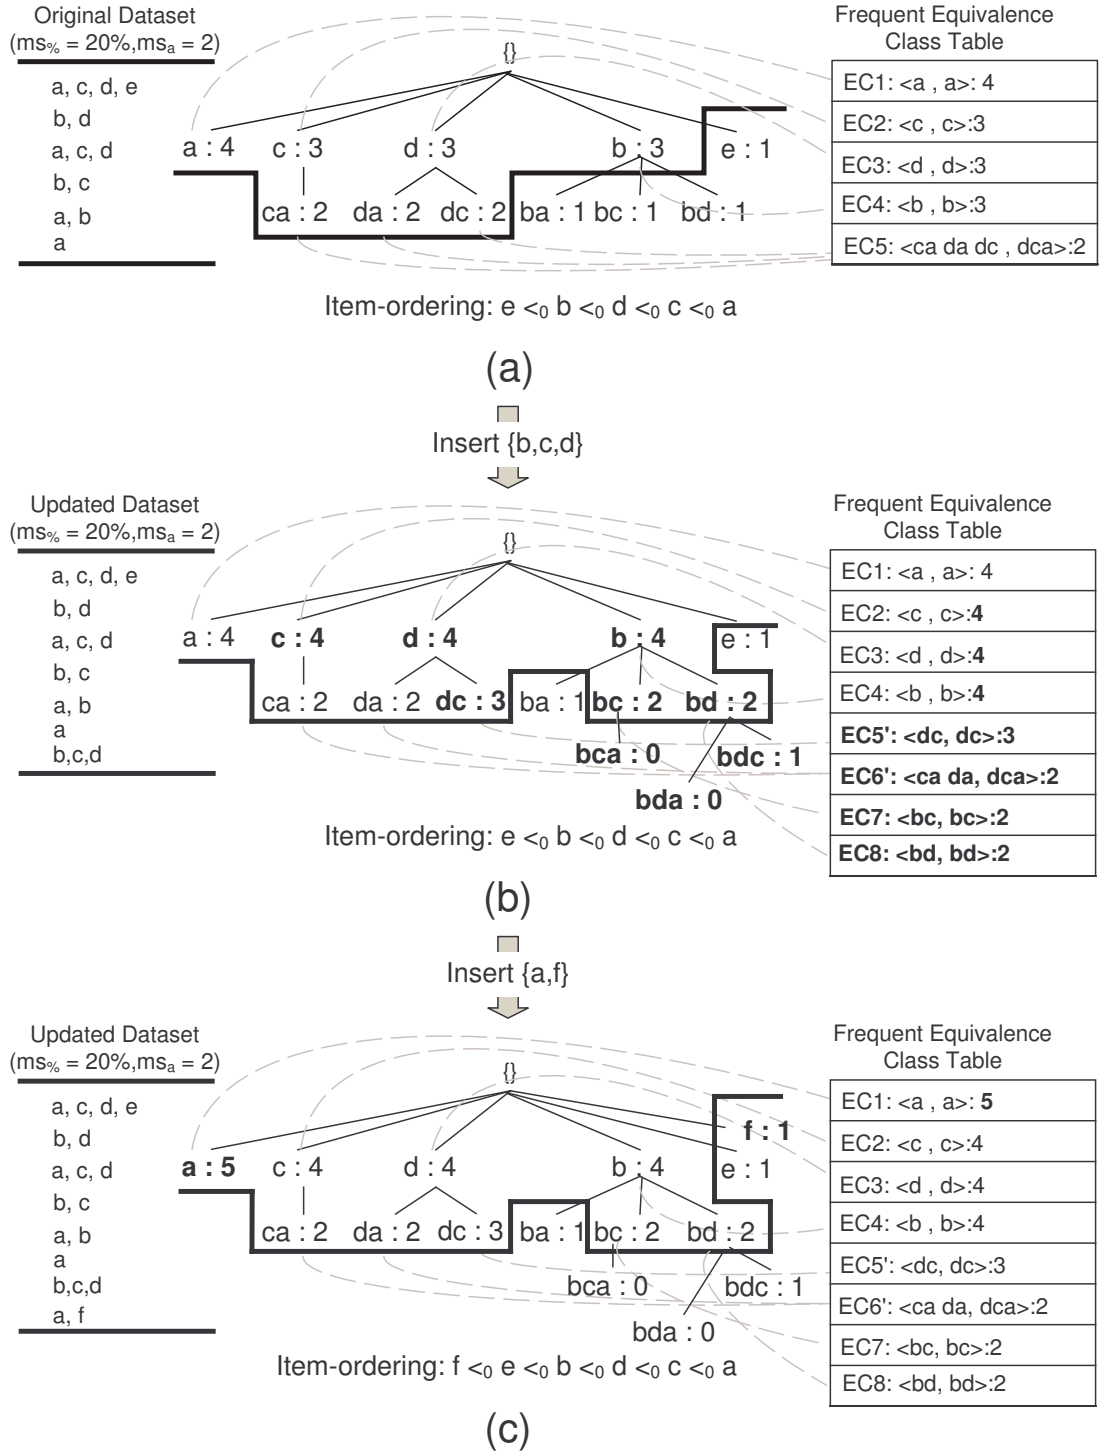 Original Dataset
(ms% = 20%,msa = 2)
a, c, d, e
b, d
a, c, d
b, c
a, b
a
{}
a : 4 c : 3 d : 3 b : 3 e : 1
ca : 2 da : 2 dc : 2 ba : 1 bc : 1 bd : 1
Frequent Equivalence
Class Table
EC1: <a , a>: 4
EC2: <c , c>:3
EC3: <d , d>:3
EC4: <b , b>:3
EC5: <ca da dc , dca>:2
Item-ordering: e <0 b <0 d <0 c <0 a
(a)
Insert {b,c,d}
Updated Dataset
(ms% = 20%,msa = 2)
a, c, d, e
b, d
a, c, d
b, c
a, b
a
b,c,d
{}
a : 4 c : 4 d : 4 b : 4 e : 1
ca : 2 da : 2 dc : 3 ba : 1 bc : 2 bd : 2
bca : 0 bdc : 1
bda : 0
Frequent Equivalence
Class Table
EC1: <a , a>: 4
EC2: <c , c>:4
EC3: <d , d>:4
EC4: <b , b>:4
EC5': <dc, dc>:3
EC6': <ca da, dca>:2
EC7: <bc, bc>:2
EC8: <bd, bd>:2
Item-ordering: e <0 b <0 d <0 c <0 a
(b)
Insert {a,f}
Updated Dataset
(ms% = 20%,msa = 2)
a, c, d, e
b, d
a, c, d
b, c
a, b
a
b,c,d
a, f
{}
f : 1
a : 5 c : 4 d : 4 b : 4 e : 1
ca : 2 da : 2 dc : 3 ba : 1 bc : 2 bd : 2
bca : 0 bdc : 1
bda : 0
Frequent Equivalence
Class Table
EC1: <a , a>: 5
EC2: <c , c>:4
EC3: <d , d>:4
EC4: <b , b>:4
EC5': <dc, dc>:3
EC6': <ca da, dca>:2
EC7: <bc, bc>:2
EC8: <bd, bd>:2
Item-ordering: f <0 e <0 b <0 d <0 c <0 a
(c)